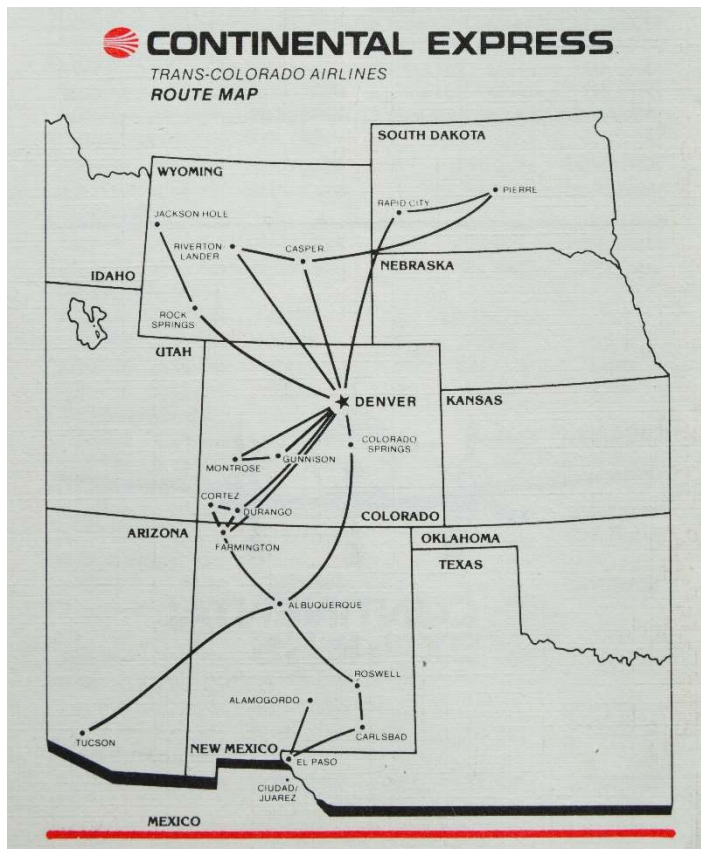 CONTINENTAL EXPRESS
TRANS-COLORADO AIRLINES
ROUTE MAP
SOUTH DAKOTA
WYOMING
PIERRE
RAPID CITY
JACKSON HOLE
RIVERTON
LANDER
CASPER
NEBRASKA
IDAHO
ROCK
SPRINGS
UTAH
DENVER
KANSAS
COLORADO
SPRINGS
GUNNISON
MONTROSE
CORTEZ
DURANGO
COLORADO
ARIZONA
FARMINGTON
OKLAHOMA
TEXAS
ALBUQUERQUE
ROSWELL
ALAMOGORDO
CARLSBAD
TUCSON
NEW MEXICO
EL PASO
CIUDAD/
JUAREZ
MEXICO